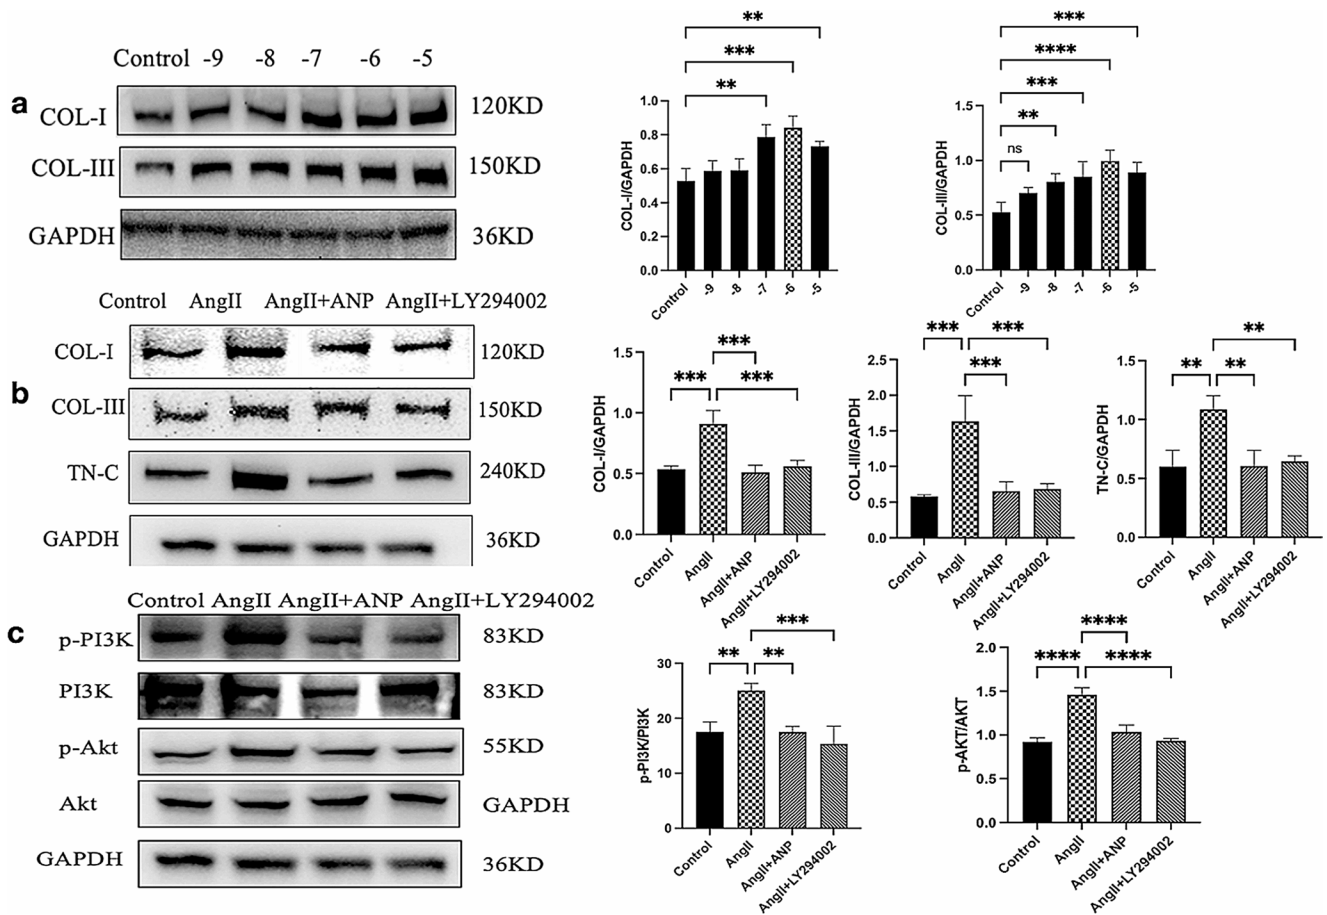 a
Control -9 -8 -7 -6 -5
COL-I 120KD
COL-III 150KD
GAPDH 36KD
** *** **
COL-I/GAPDH
1.0
0.8
0.6
0.4
0.2
0.0
Control -9 -8 -7 -6 -5
*** **** *** ** ns
COL-III/GAPDH
1.5
1.0
0.5
0.0
Control -9 -8 -7 -6 -5
b
Control AngII AngII+ANP AngII+LY294002
COL-I 120KD
COL-III 150KD
TN-C 240KD
GAPDH 36KD
*** *** ***
COL-I/GAPDH
1.5
1.0
0.5
0.0
Control AngII AngII+ANP AngII+LY294002
*** *** ***
COL-III/GAPDH
2.5
2.0
1.5
1.0
0.5
0.0
Control AngII AngII+ANP AngII+LY294002
** ** **
TN-C/GAPDH
1.5
1.0
0.5
0.0
Control AngII AngII+ANP AngII+LY294002
c
Control AngII AngII+ANP AngII+LY294002
p-PI3K 83KD
PI3K 83KD
p-Akt 55KD
Akt GAPDH
GAPDH 36KD
*** ** **
p-PI3K/PI3K
30
20
10
0
Control AngII AngII+ANP AngII+LY294002
**** **** ****
p-AKT/AKT
2.0
1.5
1.0
0.5
0.0
Control AngII AngII+ANP AngII+LY294002